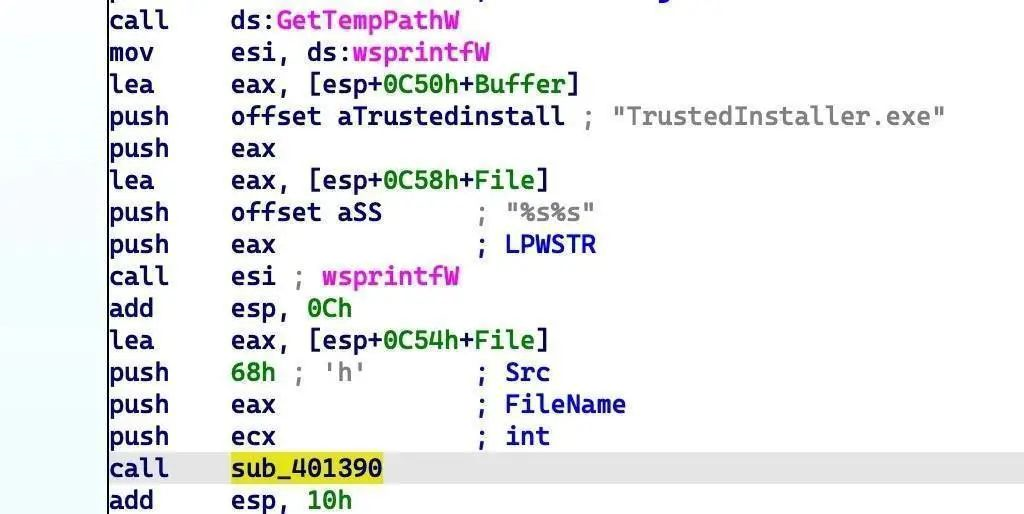 call ds:GetTempPathW
mov esi, ds:wsprintfW
lea eax, [esp+0C50h+Buffer]
push offset aTrustedinstall ; "TrustedInstaller.exe"
push eax
lea eax, [esp+0C58h+File]
push offset aSS ; "%s%s"
push eax ; LPWSTR
call esi ; wsprintfW
add esp, 0Ch
lea eax, [esp+0C54h+File]
push 68h ; 'h' ; Src
push eax ; FileName
push ecx ; int
call sub_401390
add esp, 10h